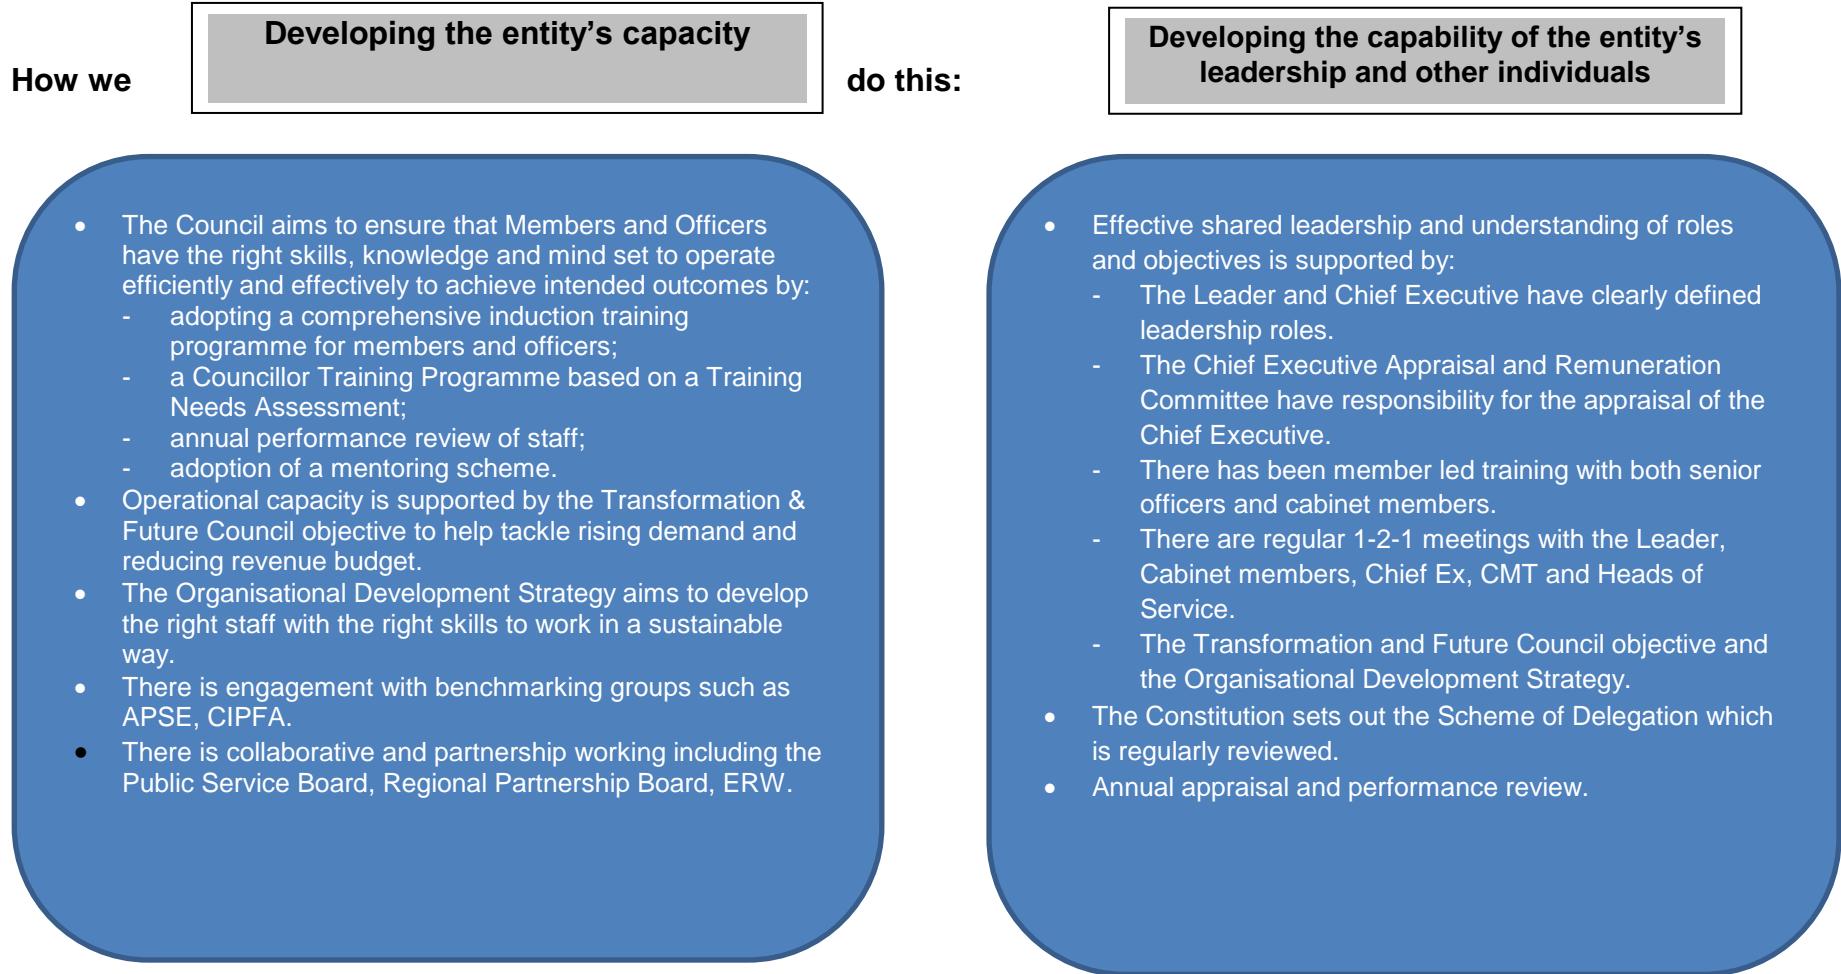 How we do this:
Developing the entity’s capacity
Developing the capability of the entity’s
leadership and other individuals
• The Council aims to ensure that Members and Officers
have the right skills, knowledge and mind set to operate
efficiently and effectively to achieve intended outcomes by:
- adopting a comprehensive induction training
programme for members and officers;
- a Councillor Training Programme based on a Training
Needs Assessment;
- annual performance review of staff;
- adoption of a mentoring scheme.
• Operational capacity is supported by the Transformation &
Future Council objective to help tackle rising demand and
reducing revenue budget.
• The Organisational Development Strategy aims to develop
the right staff with the right skills to work in a sustainable
way.
• There is engagement with benchmarking groups such as
APSE, CIPFA.
• There is collaborative and partnership working including the
Public Service Board, Regional Partnership Board, ERW.
• Effective shared leadership and understanding of roles
and objectives is supported by:
- The Leader and Chief Executive have clearly defined
leadership roles.
- The Chief Executive Appraisal and Remuneration
Committee have responsibility for the appraisal of the
Chief Executive.
- There has been member led training with both senior
officers and cabinet members.
- There are regular 1-2-1 meetings with the Leader,
Cabinet members, Chief Ex, CMT and Heads of
Service.
- The Transformation and Future Council objective and
the Organisational Development Strategy.
• The Constitution sets out the Scheme of Delegation which
is regularly reviewed.
• Annual appraisal and performance review.